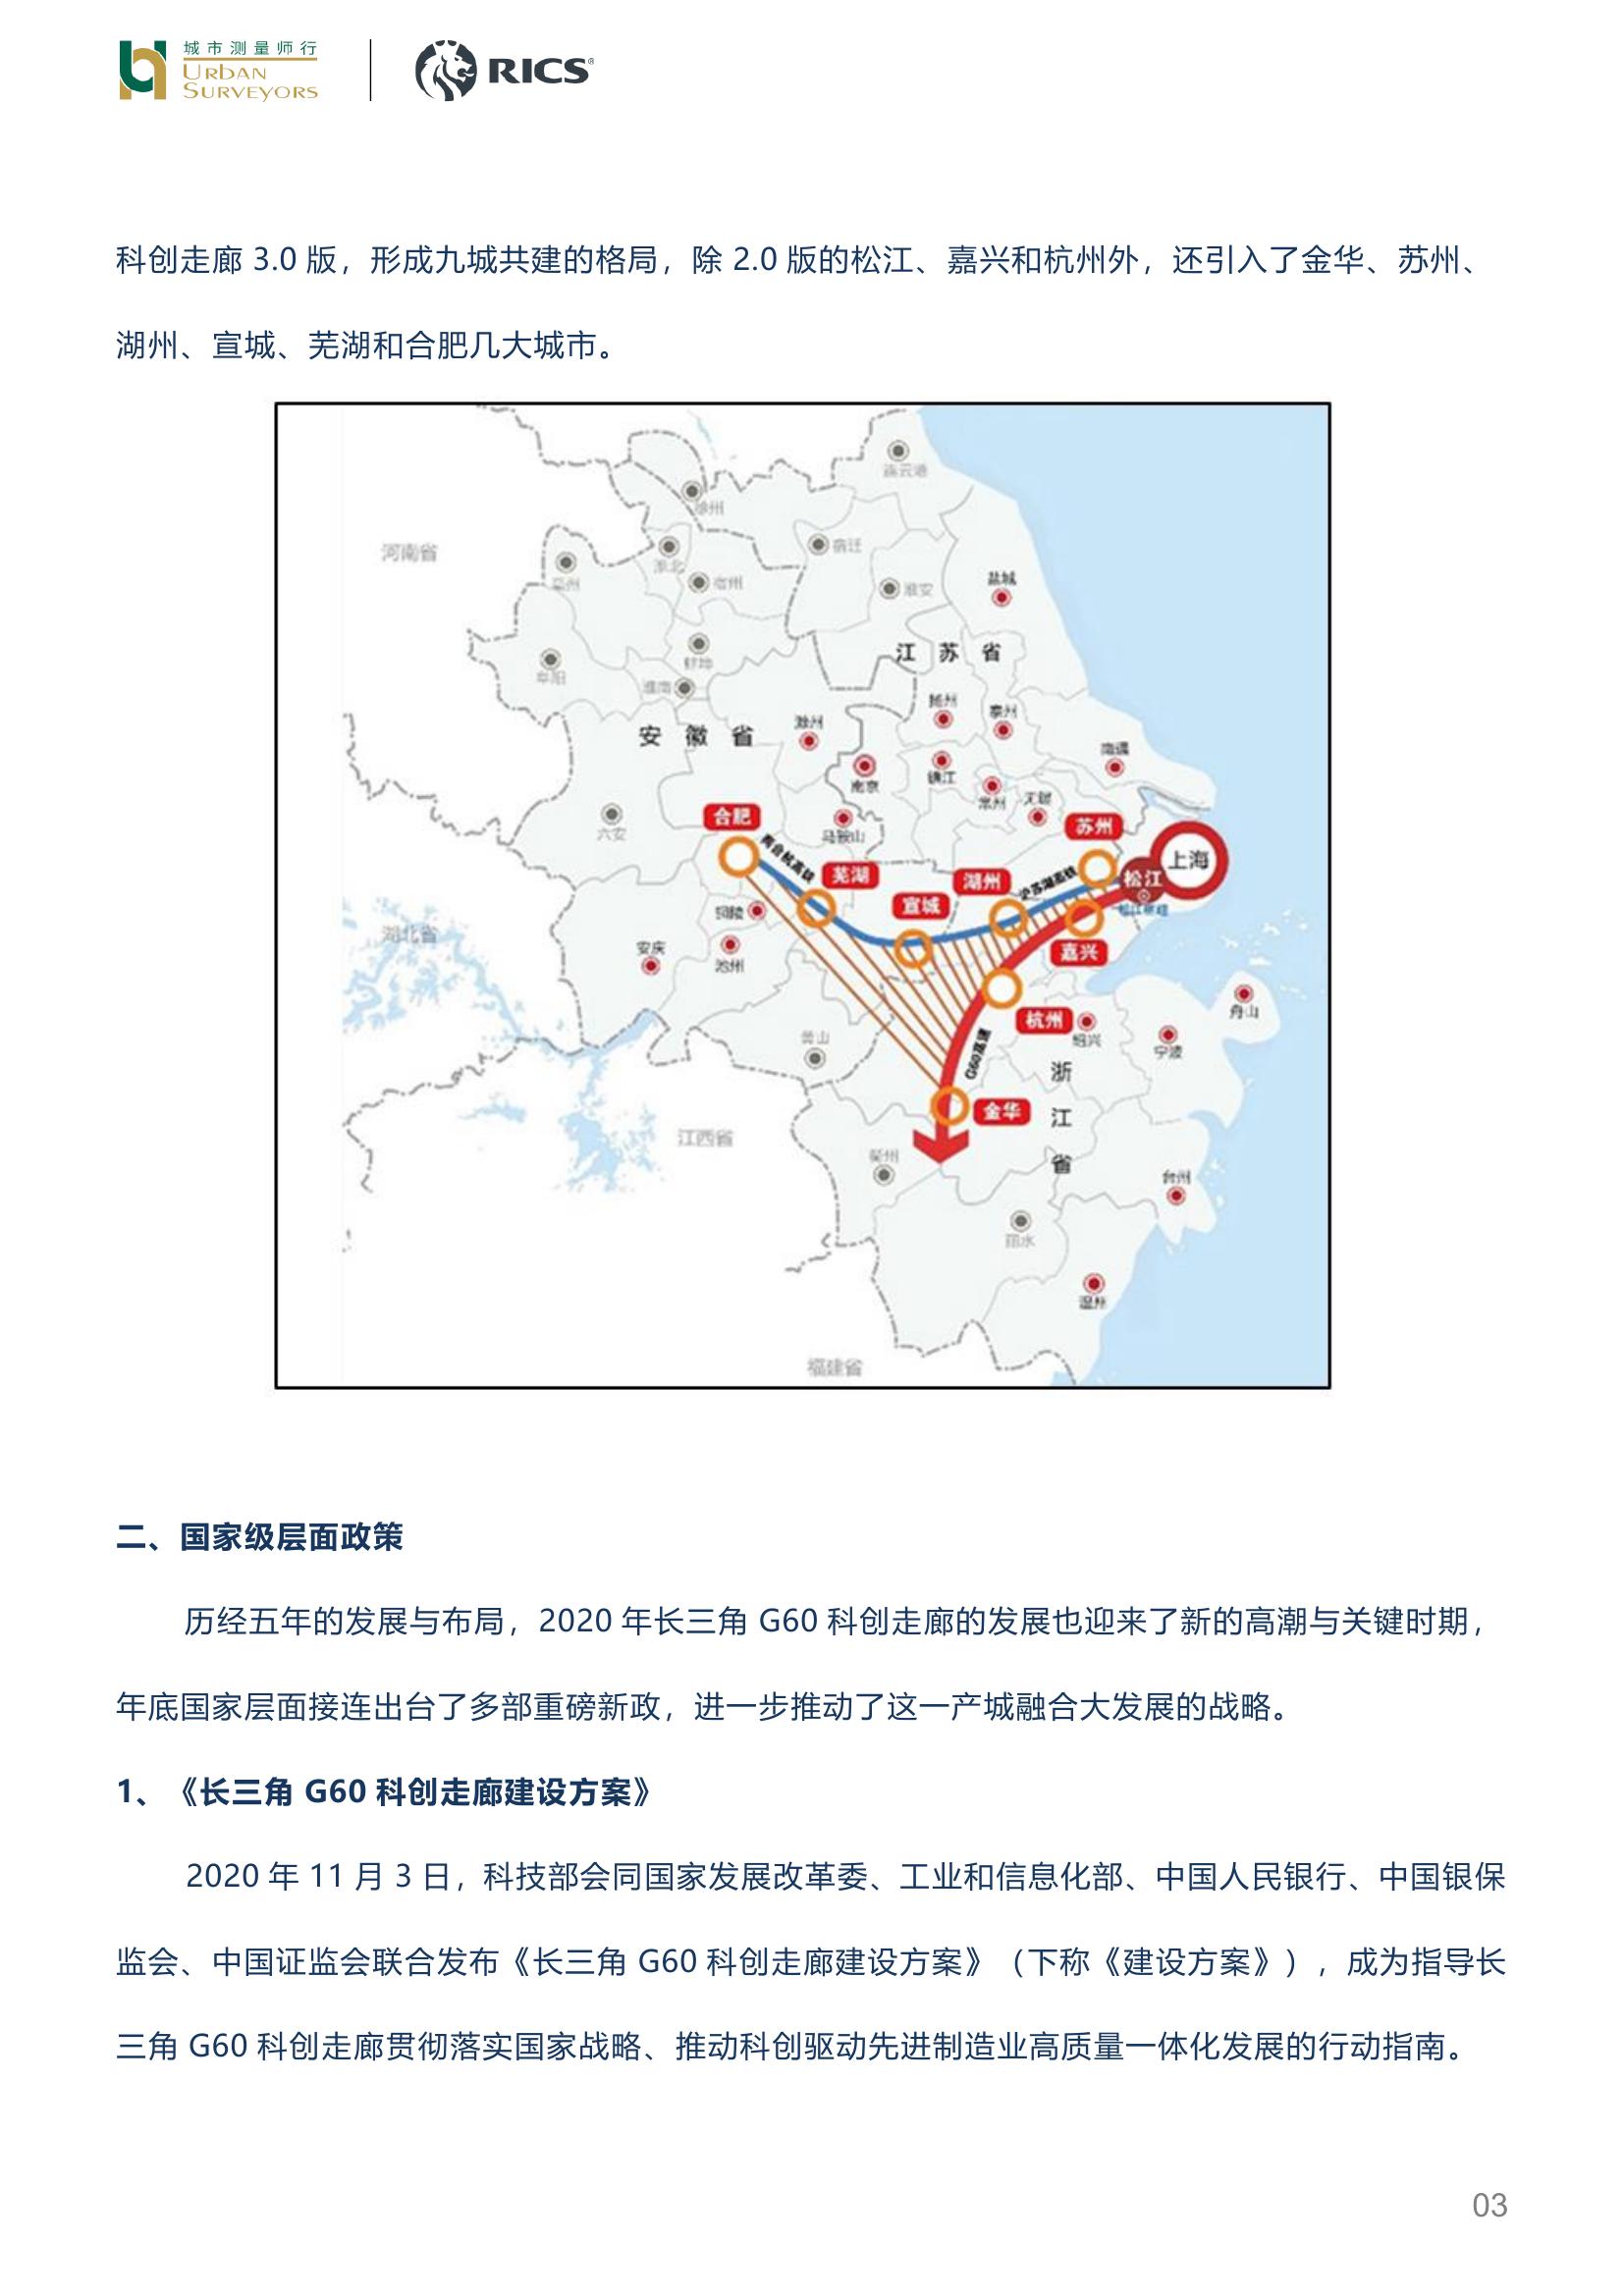 城市测量师行
URBAN
SURVEYORS
RICS
科创走廊 3.0 版，形成九城共建的格局，除 2.0 版的松江、嘉兴和杭州外，还引入了金华、苏州、
湖州、宣城、芜湖和合肥几大城市。
连云港
徐州
河南省
宿迁
淮北
亳州
宿州
淮安
盐城
江苏省
蚌埠
阜阳
淮南
扬州
泰州
滁州
安徽省
南通
镇江
南京
常州
无锡
合肥
苏州
六安
马鞍山
商合杭高铁
芜湖
湖州
沪苏湖高铁
上海
松江
宣城
铜陵
松江枢纽
湖北省
安庆
池州
嘉兴
舟山
杭州
绍兴
宁波
黄山
G60高速
浙江省
金华
江西省
衢州
台州
丽水
温州
福建省
二、国家级层面政策
历经五年的发展与布局，2020 年长三角 G60 科创走廊的发展也迎来了新的高潮与关键时期，
年底国家层面接连出台了多部重磅新政，进一步推动了这一产城融合大发展的战略。
1、《长三角 G60 科创走廊建设方案》
2020 年 11 月 3 日，科技部会同国家发展改革委、工业和信息化部、中国人民银行、中国银保
监会、中国证监会联合发布《长三角 G60 科创走廊建设方案》（下称《建设方案》），成为指导长
三角 G60 科创走廊贯彻落实国家战略、推动科创驱动先进制造业高质量一体化发展的行动指南。
03